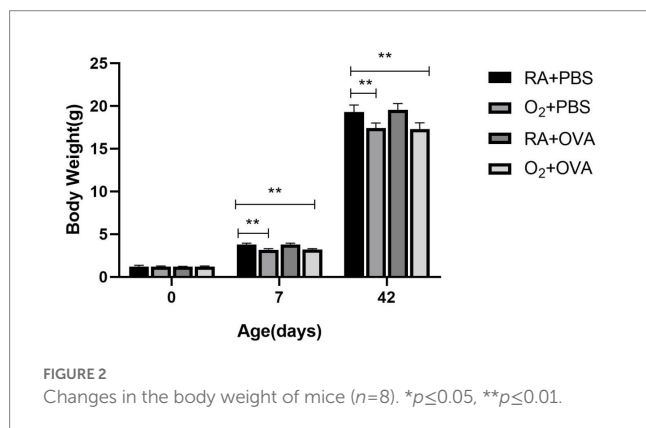 **
**
25
20
15
10
5
0
Body Weight(g)
**
**
0 7 42
Age(days)
RA+PBS
O₂+PBS
RA+OVA
O₂+OVA
FIGURE 2
Changes in the body weight of mice (n=8). *p≤0.05, **p≤0.01.